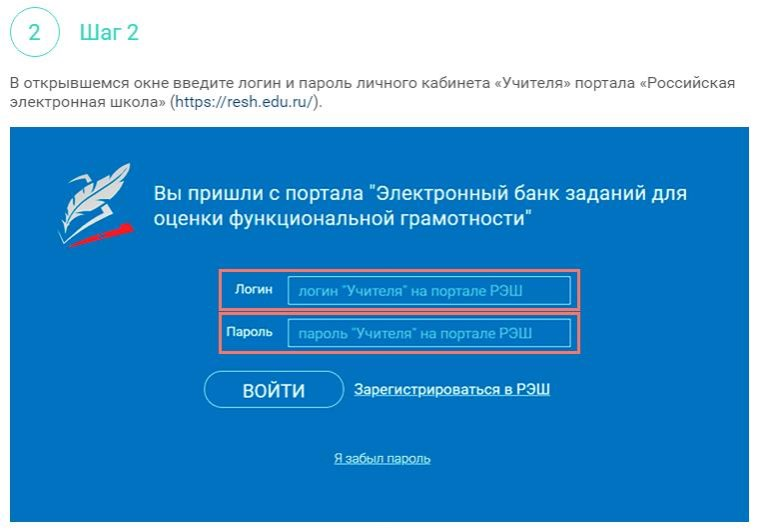 2 Шаг 2
В открывшемся окне введите логин и пароль личного кабинета «Учителя» портала «Российская
электронная школа» (https://resh.edu.ru/).
Вы пришли с портала "Электронный банк заданий для
оценки функциональной грамотности"
Логин логин "Учителя" на портале РЭШ
Пароль пароль "Учителя" на портале РЭШ
ВОЙТИ Зарегистрироваться в РЭШ
Я забыл пароль